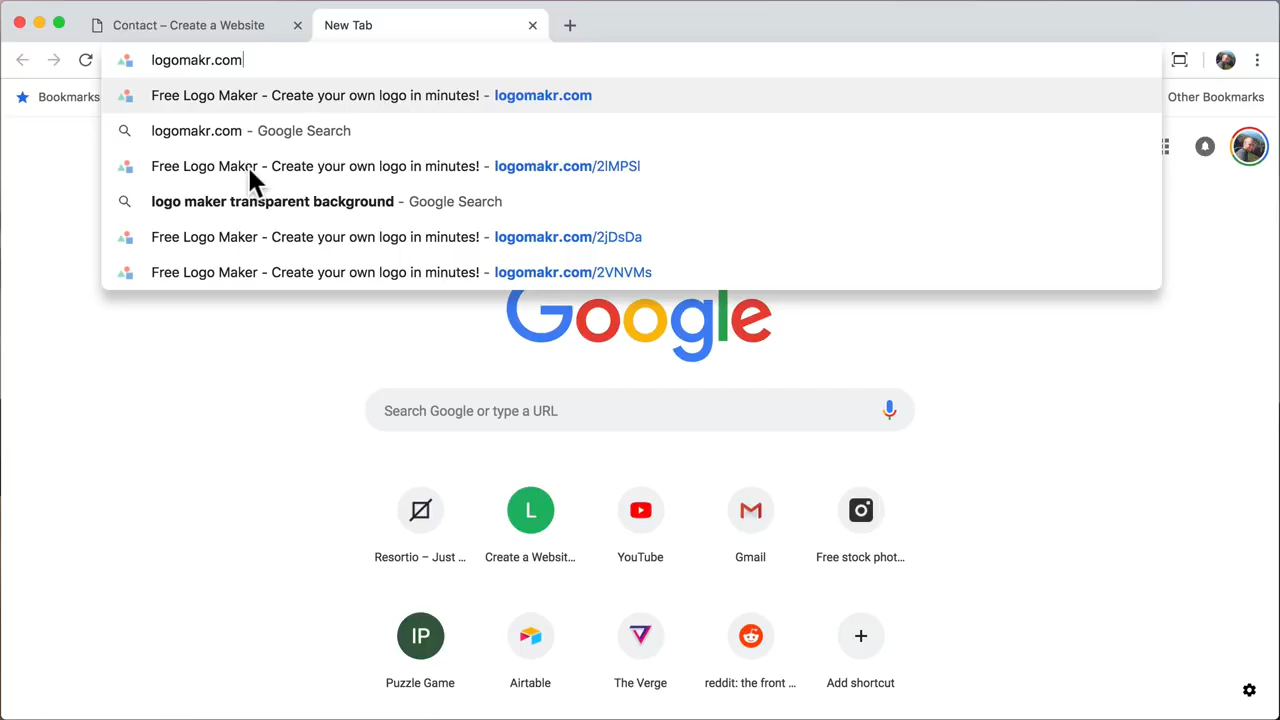 Contact – Create a Website
New Tab
logomakr.com
Free Logo Maker - Create your own logo in minutes! - logomakr.com
logomakr.com - Google Search
Free Logo Maker - Create your own logo in minutes! - logomakr.com/2lMPSl
logo maker transparent background - Google Search
Free Logo Maker - Create your own logo in minutes! - logomakr.com/2jDsDa
Free Logo Maker - Create your own logo in minutes! - logomakr.com/2VNVMs
Bookmarks
Other Bookmarks
Google
Search Google or type a URL
L
Resortio – Just ...
Create a Websit...
YouTube
Gmail
Free stock phot...
IP
Puzzle Game
Airtable
The Verge
reddit: the front ...
Add shortcut